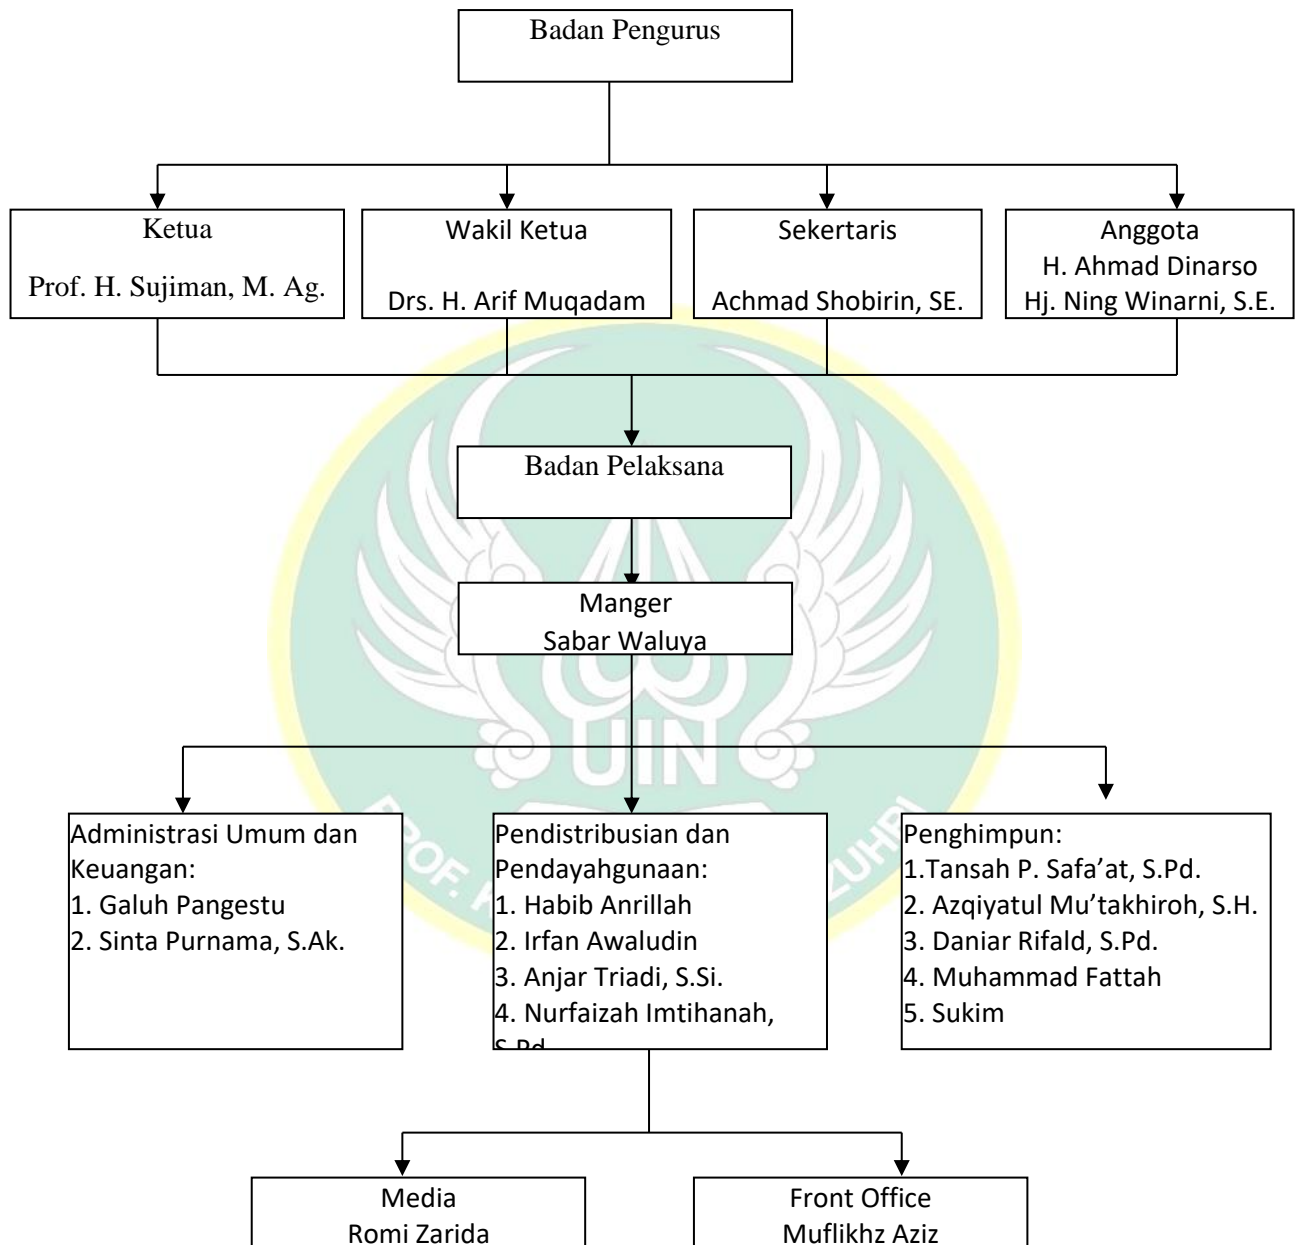 Badan Pengurus
Ketua
Prof. H. Sujiman, M. Ag.
Wakil Ketua
Drs. H. Arif Muqadam
Sekertaris
Achmad Shobirin, SE.
Anggota
H. Ahmad Dinarso
Hj. Ning Winarni, S.E.
Badan Pelaksana
Manger
Sabar Waluya
UIN
Administrasi Umum dan
Keuangan:
1. Galuh Pangestu
2. Sinta Purnama, S.Ak.
Pendistribusian dan
Pendayahgunaan:
1. Habib Anrillah
2. Irfan Awaludin
3. Anjar Triadi, S.Si.
4. Nurfaizah Imtihanah,
S.Pd
Penghimpun:
1.Tansah P. Safa’at, S.Pd.
2. Azqiyatul Mu’takhiroh, S.H.
3. Daniar Rifald, S.Pd.
4. Muhammad Fattah
5. Sukim
PROF. K
ZUHRI
Media
Romi Zarida
Front Office
Muflikhz Aziz